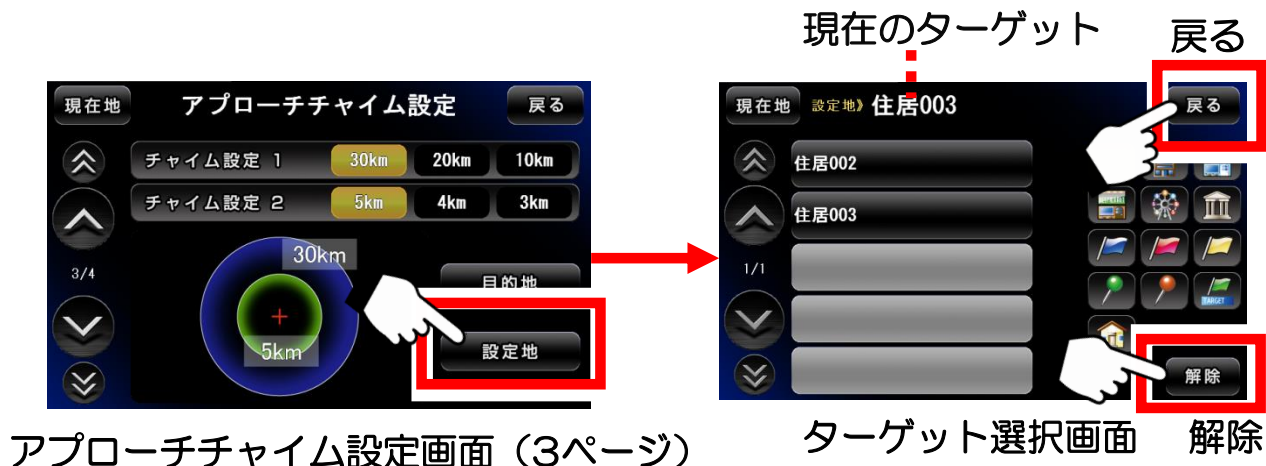 現在のターゲット
戻る
現在地
アプローチチャイム設定
戻る
チャイム設定 1
30km
20km
10km
チャイム設定 2
5km
4km
3km
3/4
30km
5km
目的地
設定地
現在地
設定地》住居003
戻る
住居002
住居003
1/1
TARGET
解除
アプローチチャイム設定画面（3ページ）
ターゲット選択画面
解除